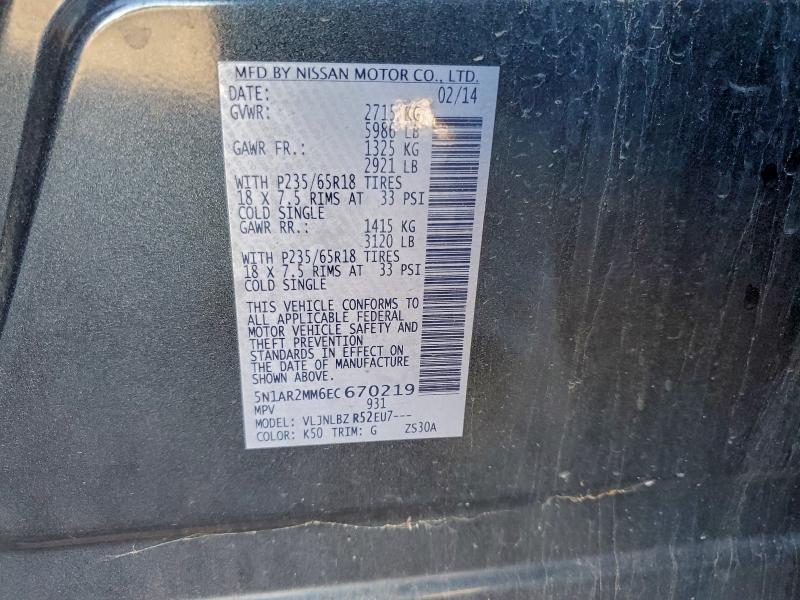 MFD BY NISSAN MOTOR CO., LTD.
DATE: 02/14
GVWR: 2715 KG
5986 LB
GAWR FR.: 1325 KG
2921 LB
WITH P235/65R18 TIRES
18 X 7.5 RIMS AT 33 PSI
COLD SINGLE
GAWR RR.: 1415 KG
3120 LB
WITH P235/65R18 TIRES
18 X 7.5 RIMS AT 33 PSI
COLD SINGLE
THIS VEHICLE CONFORMS TO
ALL APPLICABLE FEDERAL
MOTOR VEHICLE SAFETY AND
THEFT PREVENTION
STANDARDS IN EFFECT ON
THE DATE OF MANUFACTURE
SHOWN ABOVE.
5N1AR2MM6EC670219
MPV 931
MODEL: VLJNLBZ R52EU7---
COLOR: K50 TRIM: G ZS30A